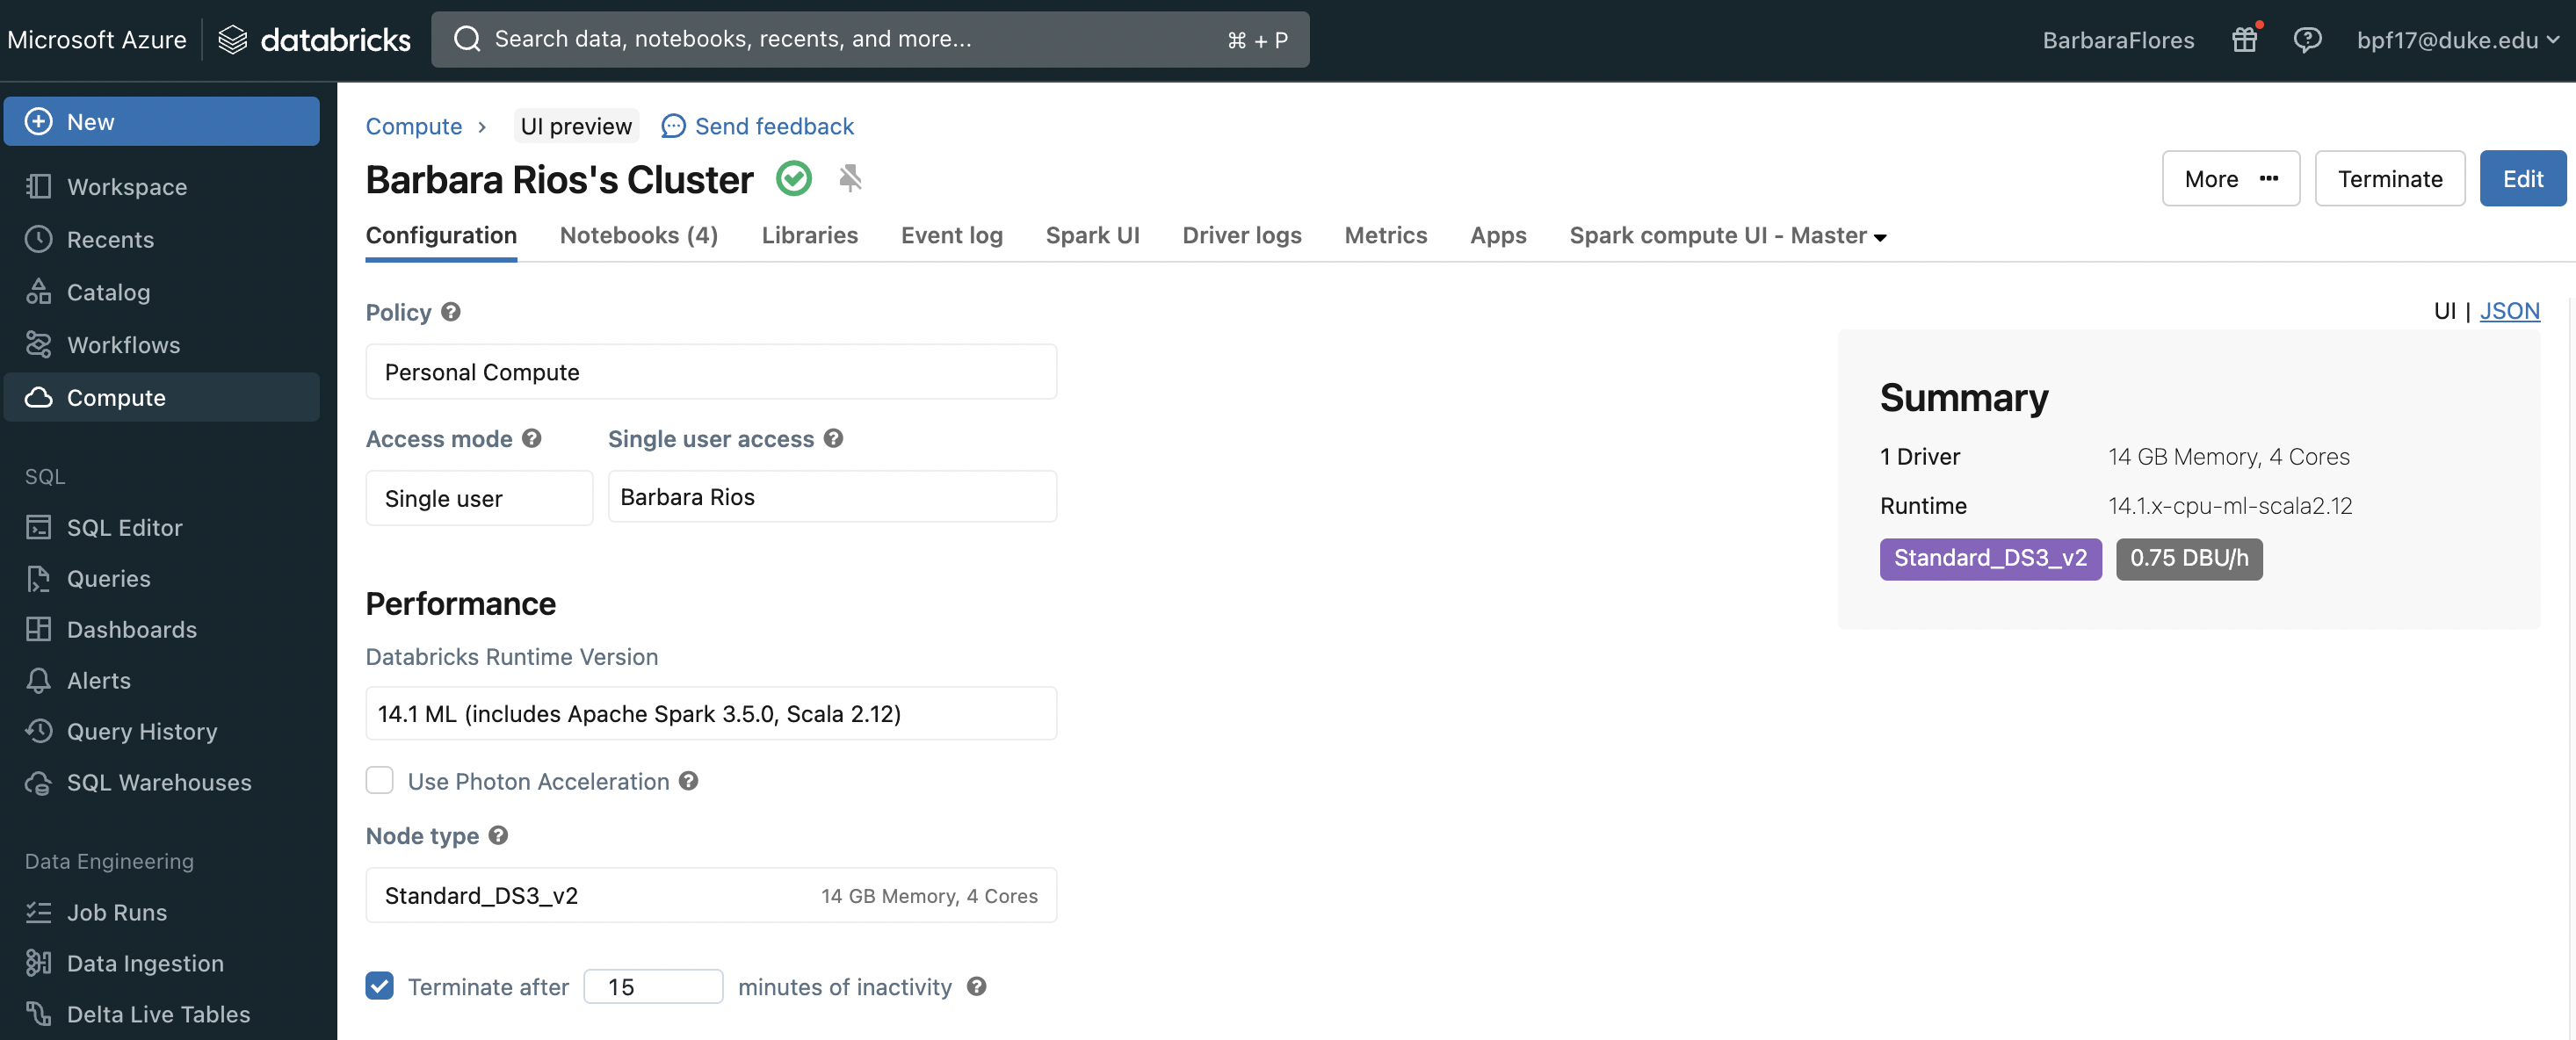 Microsoft Azure databricks Search data, notebooks, recents, and more... ⌘ + P BarbaraFlores bpf17@duke.edu
New
Workspace
Recents
Catalog
Workflows
Compute
SQL
SQL Editor
Queries
Dashboards
Alerts
Query History
SQL Warehouses
Data Engineering
Job Runs
Data Ingestion
Delta Live Tables
Compute › UI preview Send feedback
Barbara Rios's Cluster
More ··· Terminate Edit
Configuration Notebooks (4) Libraries Event log Spark UI Driver logs Metrics Apps Spark compute UI - Master
UI | JSON
Policy ?
Personal Compute
Access mode ? Single user access ?
Single user Barbara Rios
Performance
Databricks Runtime Version
14.1 ML (includes Apache Spark 3.5.0, Scala 2.12)
Use Photon Acceleration ?
Node type ?
Standard_DS3_v2 14 GB Memory, 4 Cores
Terminate after 15 minutes of inactivity ?
Summary
1 Driver 14 GB Memory, 4 Cores
Runtime 14.1.x-cpu-ml-scala2.12
Standard_DS3_v2 0.75 DBU/h